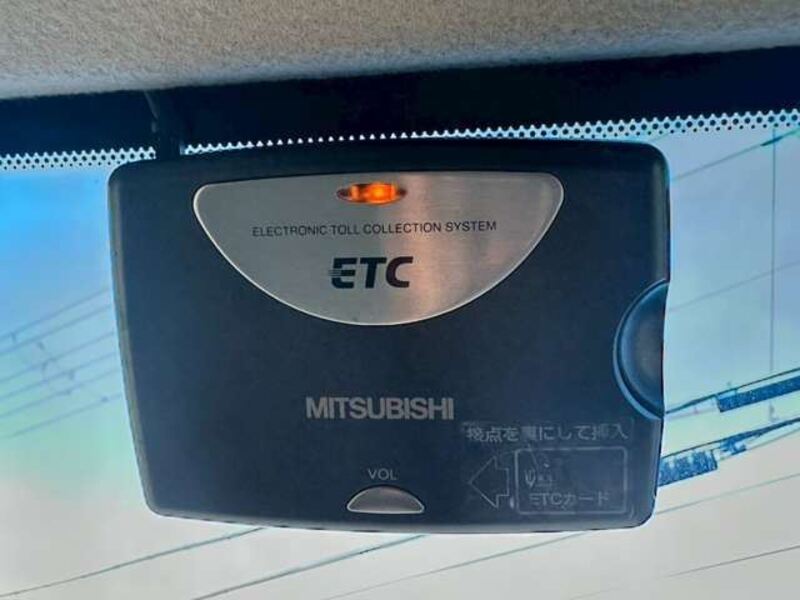 ELECTRONIC TOLL COLLECTION SYSTEM
ETC
MITSUBISHI
接点を裏にして挿入
VOL
ETCカード